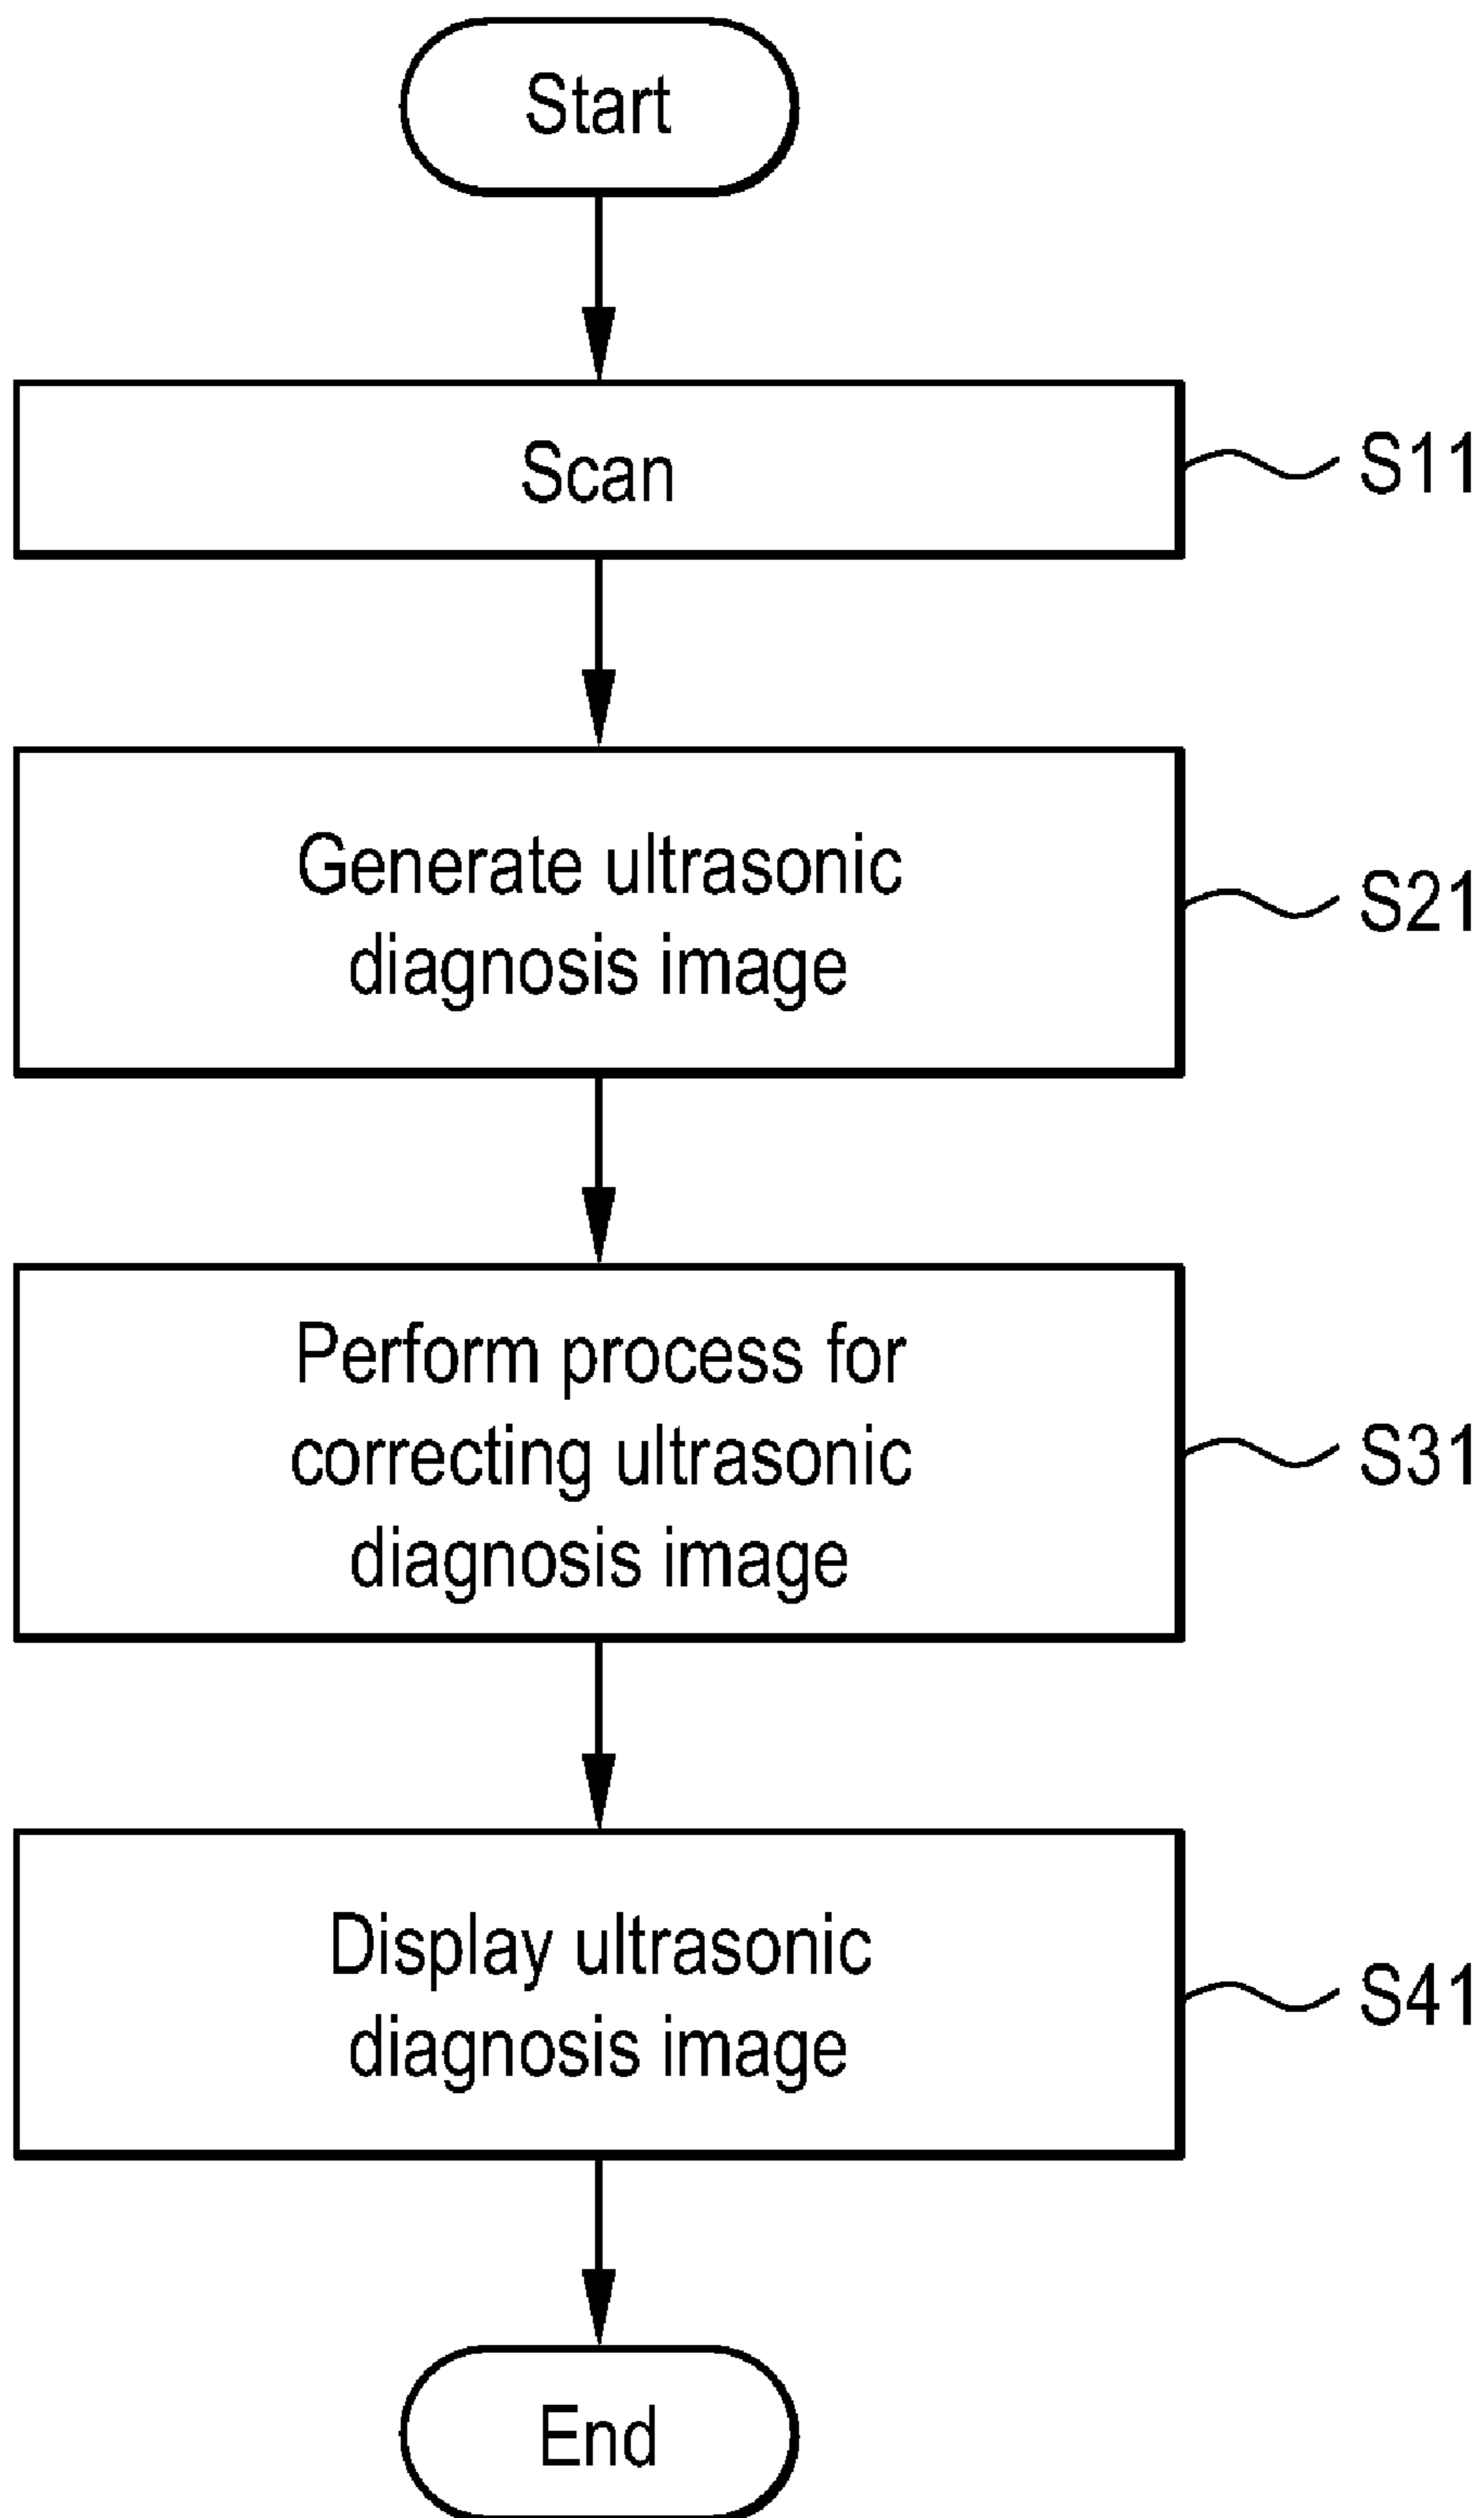 Start
Scan
S11
Generate ultrasonic
diagnosis image
S21
Perform process for
correcting ultrasonic
diagnosis image
S31
Display ultrasonic
diagnosis image
S41
End